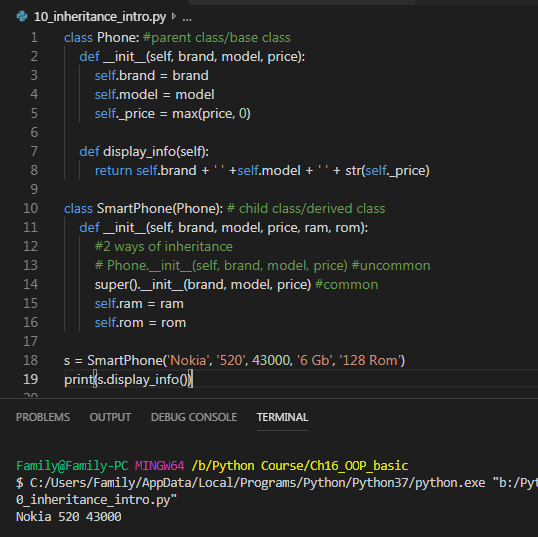 10_inheritance_intro.py > ...
1 class Phone: #parent class/base class
2 def __init__(self, brand, model, price):
3 self.brand = brand
4 self.model = model
5 self._price = max(price, 0)
6
7 def display_info(self):
8 return self.brand + ' ' +self.model + ' ' + str(self._price)
9
10 class SmartPhone(Phone): # child class/derived class
11 def __init__(self, brand, model, price, ram, rom):
12 #2 ways of inheritance
13 # Phone.__init__(self, brand, model, price) #uncommon
14 super().__init__(brand, model, price) #common
15 self.ram = ram
16 self.rom = rom
17
18 s = SmartPhone('Nokia', '520', 43000, '6 Gb', '128 Rom')
19 print(s.display_info())
PROBLEMS OUTPUT DEBUG CONSOLE TERMINAL
Family@Family-PC MINGW64 /b/Python Course/Ch16_OOP_basic
$ C:/Users/Family/AppData/Local/Programs/Python/Python37/python.exe "b:/Pyt
0_inheritance_intro.py"
Nokia 520 43000